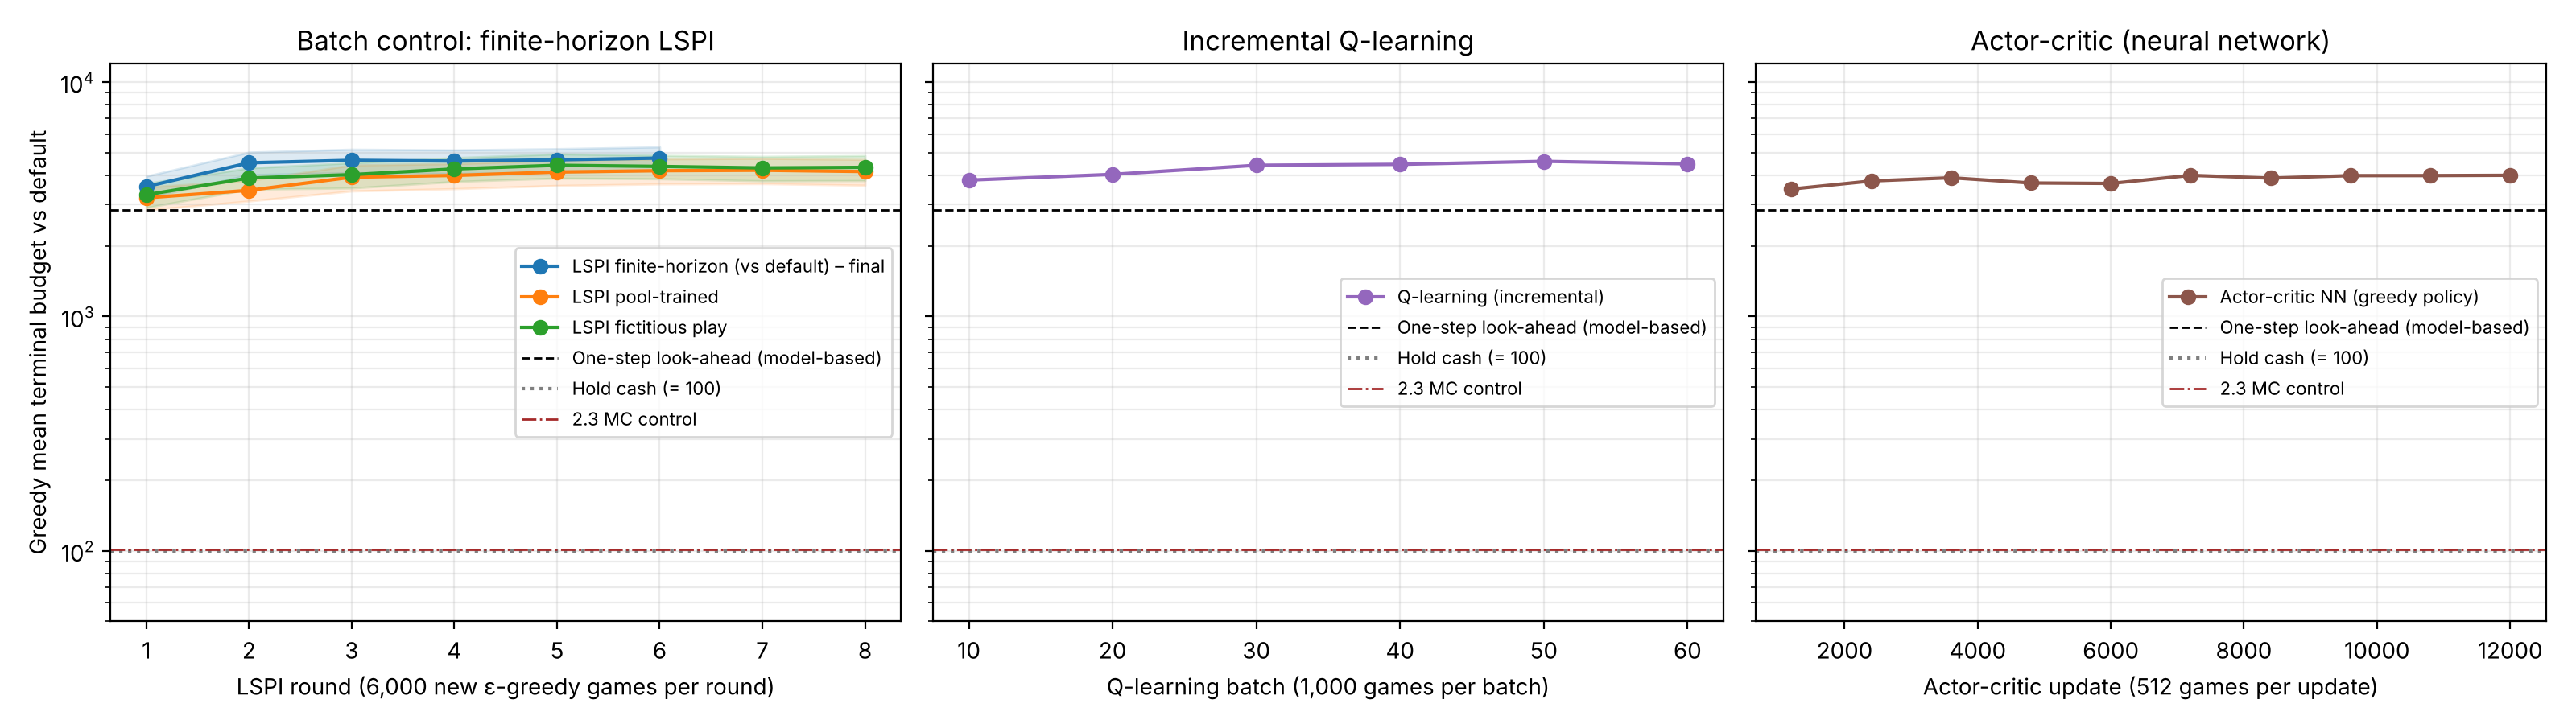 Batch control: finite-horizon LSPI
Greedy mean terminal budget vs default
10⁴
10³
10²
LSPI finite-horizon (vs default) – final
LSPI pool-trained
LSPI fictitious play
One-step look-ahead (model-based)
Hold cash (= 100)
2.3 MC control
1 2 3 4 5 6 7 8
LSPI round (6,000 new ε-greedy games per round)
Incremental Q-learning
Q-learning (incremental)
One-step look-ahead (model-based)
Hold cash (= 100)
2.3 MC control
10 20 30 40 50 60
Q-learning batch (1,000 games per batch)
Actor-critic (neural network)
Actor-critic NN (greedy policy)
One-step look-ahead (model-based)
Hold cash (= 100)
2.3 MC control
2000 4000 6000 8000 10000 12000
Actor-critic update (512 games per update)